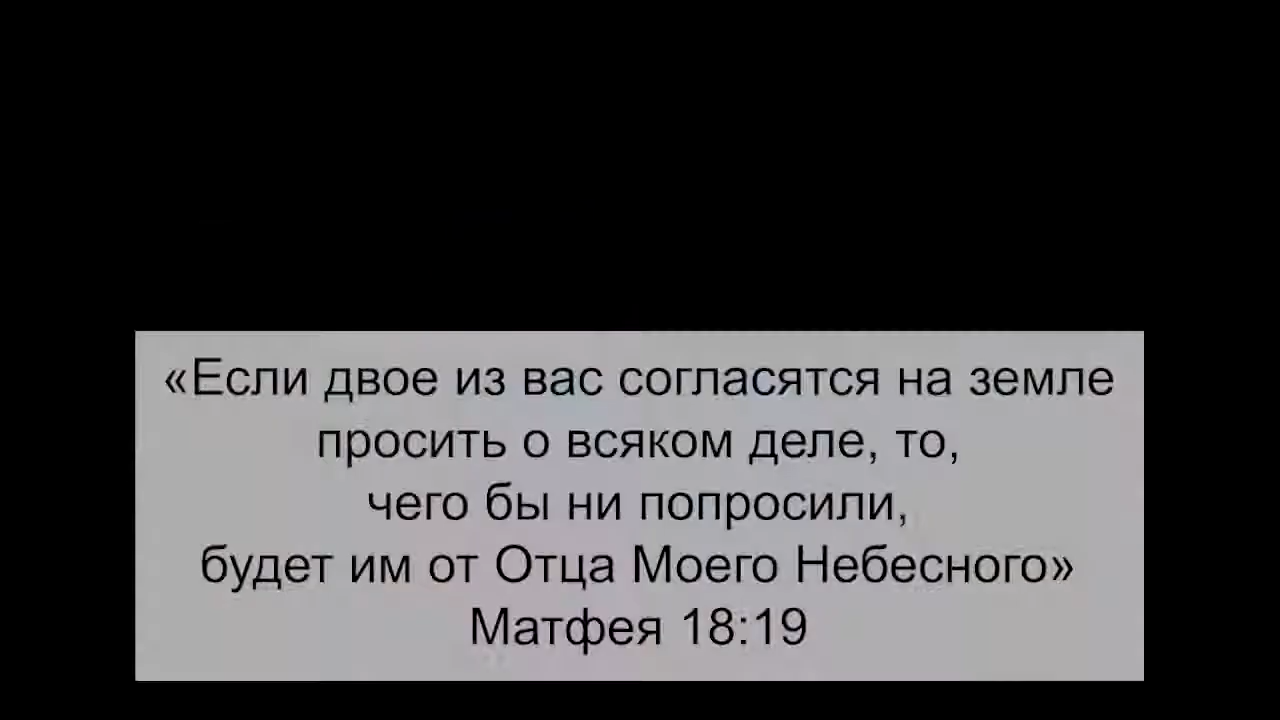 «Если двое из вас согласятся на земле
просить о всяком деле, то,
чего бы ни попросили,
будет им от Отца Моего Небесного»
Матфея 18:19